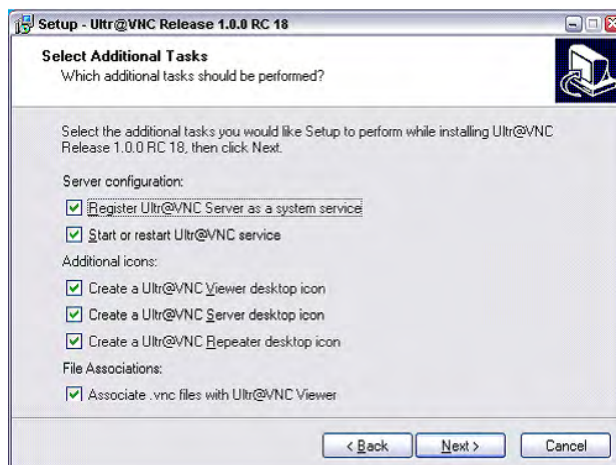 Setup - Ultr@VNC Release 1.0.0 RC 18
Select Additional Tasks
Which additional tasks should be performed?
Select the additional tasks you would like Setup to perform while installing Ultr@VNC
Release 1.0.0 RC 18, then click Next.
Server configuration:
Register Ultr@VNC Server as a system service
Start or restart Ultr@VNC service
Additional icons:
Create a Ultr@VNC Viewer desktop icon
Create a Ultr@VNC Server desktop icon
Create a Ultr@VNC Repeater desktop icon
File Associations:
Associate .vnc files with Ultr@VNC Viewer
< Back Next > Cancel